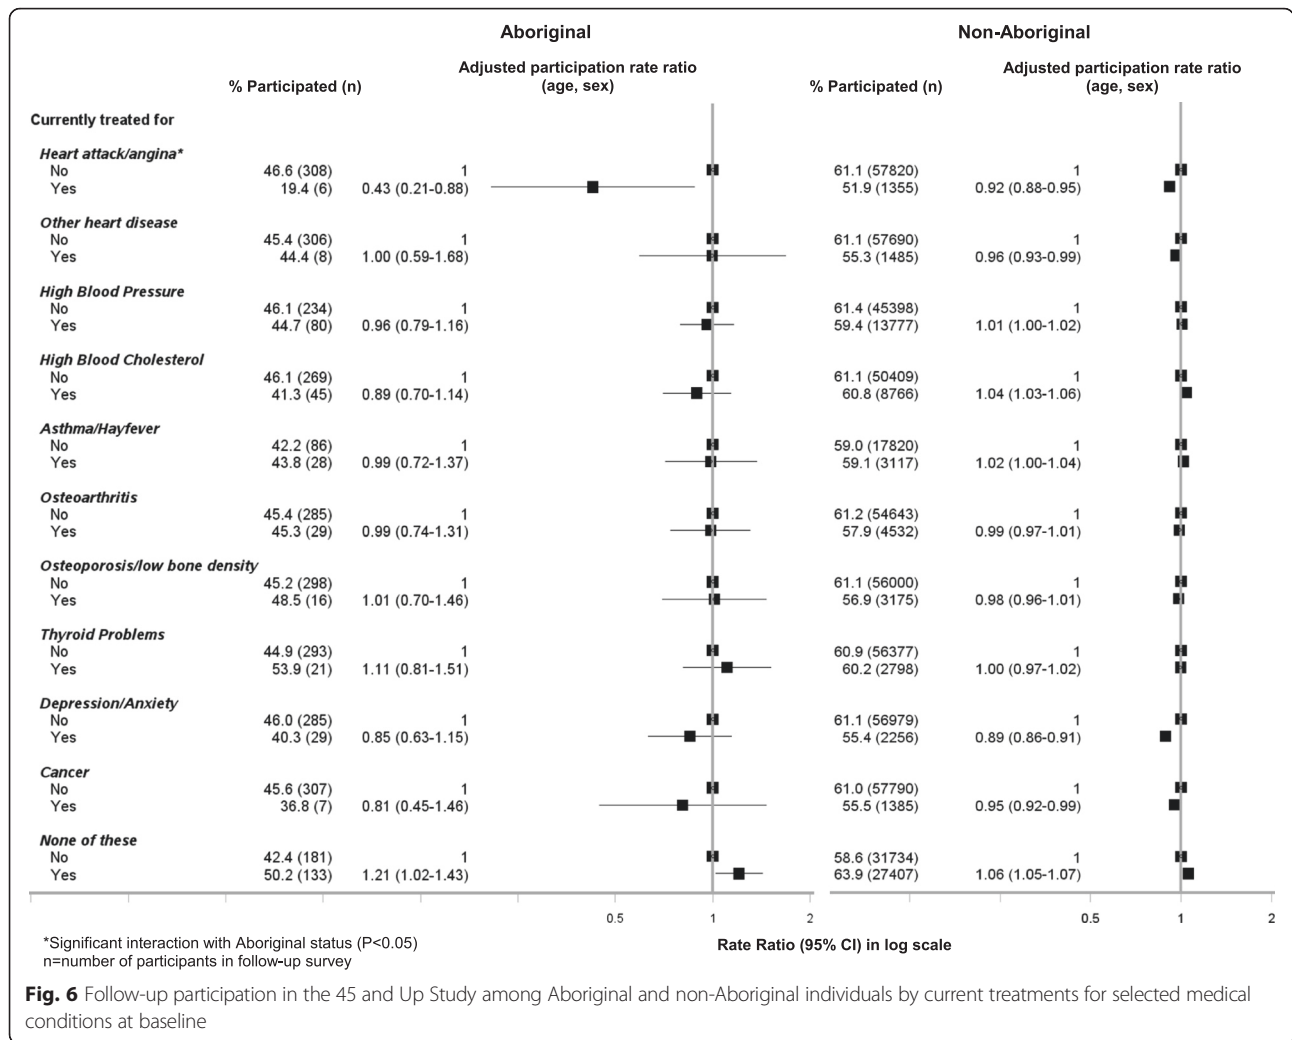 Aboriginal Non-Aboriginal
Adjusted participation rate ratio Adjusted participation rate ratio
% Participated (n) (age, sex) % Participated (n) (age, sex)
Currently treated for
Heart attack/angina*
No 46.6 (308) 1 61.1 (57820) 1
Yes 19.4 (6) 0.43 (0.21-0.88) 51.9 (1355) 0.92 (0.88-0.95)
Other heart disease
No 45.4 (306) 1 61.1 (57690) 1
Yes 44.4 (8) 1.00 (0.59-1.68) 55.3 (1485) 0.96 (0.93-0.99)
High Blood Pressure
No 46.1 (234) 1 61.4 (45398) 1
Yes 44.7 (80) 0.96 (0.79-1.16) 59.4 (13777) 1.01 (1.00-1.02)
High Blood Cholesterol
No 46.1 (269) 1 61.1 (50409) 1
Yes 41.3 (45) 0.89 (0.70-1.14) 60.8 (8766) 1.04 (1.03-1.06)
Asthma/Hayfever
No 42.2 (86) 1 59.0 (17820) 1
Yes 43.8 (28) 0.99 (0.72-1.37) 59.1 (3117) 1.02 (1.00-1.04)
Osteoarthritis
No 45.4 (285) 1 61.2 (54643) 1
Yes 45.3 (29) 0.99 (0.74-1.31) 57.9 (4532) 0.99 (0.97-1.01)
Osteoporosis/low bone density
No 45.2 (298) 1 61.1 (56000) 1
Yes 48.5 (16) 1.01 (0.70-1.46) 56.9 (3175) 0.98 (0.96-1.01)
Thyroid Problems
No 44.9 (293) 1 60.9 (56377) 1
Yes 53.9 (21) 1.11 (0.81-1.51) 60.2 (2798) 1.00 (0.97-1.02)
Depression/Anxiety
No 46.0 (285) 1 61.1 (56979) 1
Yes 40.3 (29) 0.85 (0.63-1.15) 55.4 (2256) 0.89 (0.86-0.91)
Cancer
No 45.6 (307) 1 61.0 (57790) 1
Yes 36.8 (7) 0.81 (0.45-1.46) 55.5 (1385) 0.95 (0.92-0.99)
None of these
No 42.4 (181) 1 58.6 (31734) 1
Yes 50.2 (133) 1.21 (1.02-1.43) 63.9 (27407) 1.06 (1.05-1.07)
0.5 1 2 0.5 1 2
*Significant interaction with Aboriginal status (P<0.05) Rate Ratio (95% CI) in log scale
n=number of participants in follow-up survey
Fig. 6 Follow-up participation in the 45 and Up Study among Aboriginal and non-Aboriginal individuals by current treatments for selected medical
conditions at baseline